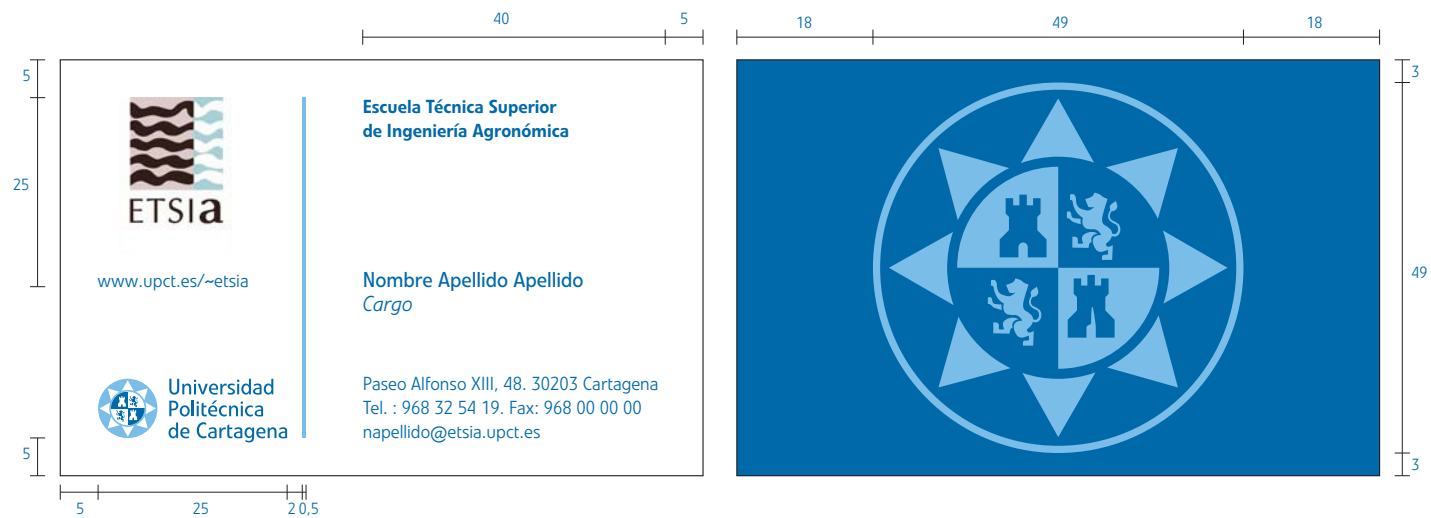 40
5
18
49
18
5
25
5
3
49
3
ETSIa
www.upct.es/~etsia
Universidad
Politécnica
de Cartagena
Escuela Técnica Superior
de Ingeniería Agronómica
Nombre Apellido Apellido
Cargo
Paseo Alfonso XIII, 48. 30203 Cartagena
Tel. : 968 32 54 19. Fax: 968 00 00 00
napellido@etsia.upct.es
5
25
2
0,5